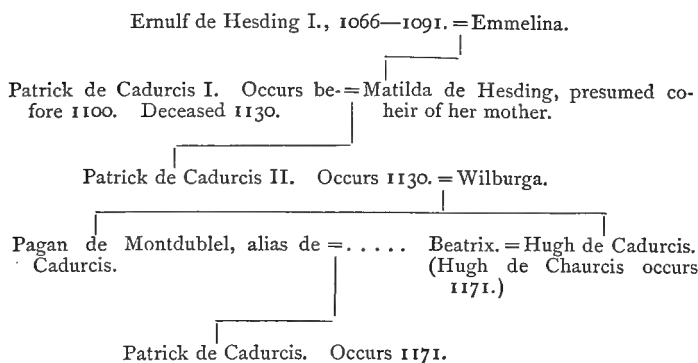 Ernulf de Hesding I., 1066—1091. = Emmelina.
Patrick de Cadurcis I. Occurs be- = Matilda de Hesding, presumed co-
fore 1100. Deceased 1130. heir of her mother.
Patrick de Cadurcis II. Occurs 1130. = Wilburga.
Pagan de Montdublel, alias de = . . . . . Beatrix. = Hugh de Cadurcis.
Cadurcis. (Hugh de Chaurcis occurs
1171.)
Patrick de Cadurcis. Occurs 1171.